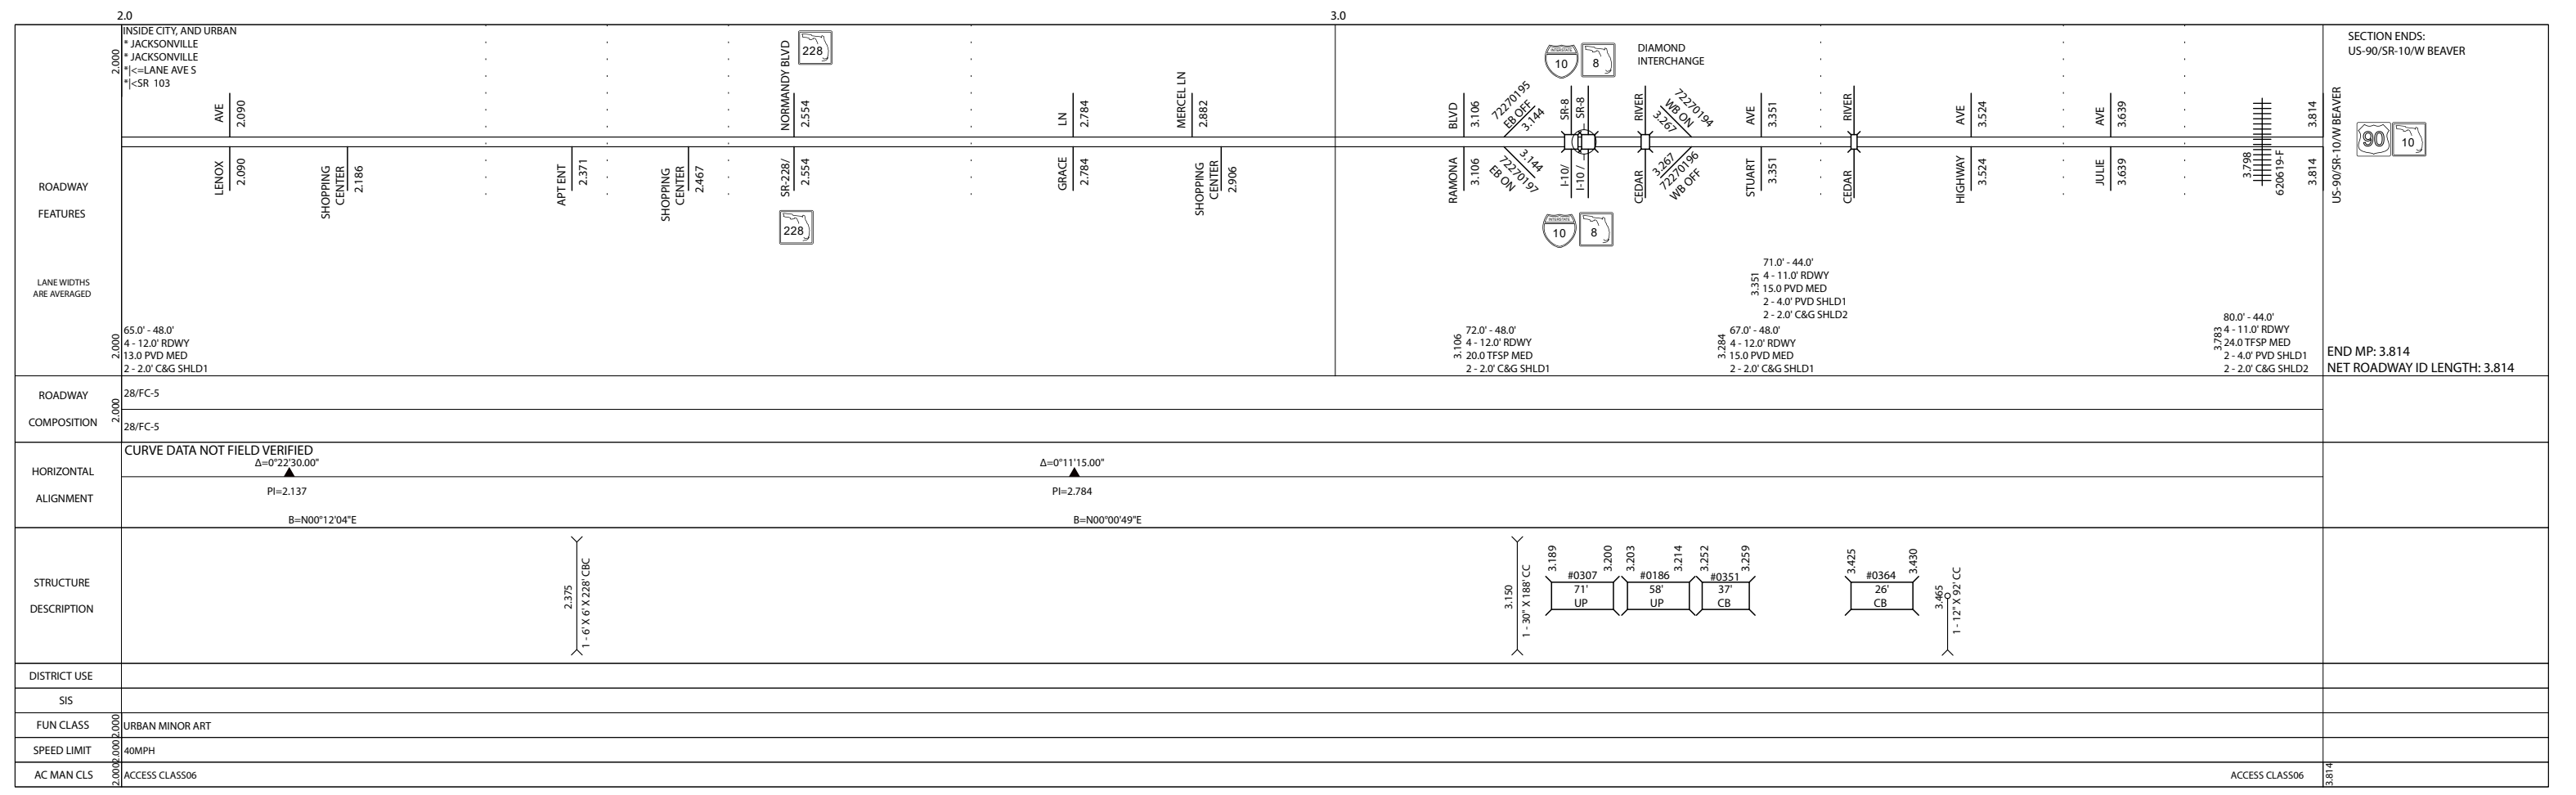 2.0
3.0
ROADWAY
FEATURES
LANE WIDTHS
ARE AVERAGED
2.000
INSIDE CITY, AND URBAN
* JACKSONVILLE
* JACKSONVILLE
*|<=LANE AVE S
*|<SR 103
AVE
2.090
LENOX
2.090
SHOPPING
CENTER
2.186
APT ENT
2.371
SHOPPING
CENTER
2.467
NORMANDY BLVD
2.554
228
SR-228/
2.554
228
LN
2.784
GRACE
2.784
MERCEL LN
2.882
SHOPPING
CENTER
2.906
BLVD
3.106
RAMONA
3.106
72270195
EB OFF
3.144
3.144
72270197
EB ON
INTERSTATE
10
8
DIAMOND
INTERCHANGE
SR-8
SR-8
I-10/
I-10 /
INTERSTATE
10
8
RIVER
CEDAR
72270194
WB ON
3.267
3.267
72270196
WB OFF
AVE
3.351
STUART
3.351
RIVER
CEDAR
AVE
3.524
HIGHWAY
3.524
AVE
3.639
JULIE
3.639
3.798
620619-F
3.814
3.814
US-90/SR-10/W BEAVER
90
10
SECTION ENDS:
US-90/SR-10/W BEAVER
2.000
65.0' - 48.0'
4 - 12.0' RDWY
13.0 PVD MED
2 - 2.0' C&G SHLD1
3.106
72.0' - 48.0'
4 - 12.0' RDWY
20.0 TFSP MED
2 - 2.0' C&G SHLD1
3.284
67.0' - 48.0'
4 - 12.0' RDWY
15.0 PVD MED
2 - 2.0' C&G SHLD1
3.351
71.0' - 44.0'
4 - 11.0' RDWY
15.0 PVD MED
2 - 4.0' PVD SHLD1
2 - 2.0' C&G SHLD2
3.783
80.0' - 44.0'
4 - 11.0' RDWY
24.0 TFSP MED
2 - 4.0' PVD SHLD1
2 - 2.0' C&G SHLD2
END MP: 3.814
NET ROADWAY ID LENGTH: 3.814
ROADWAY
COMPOSITION
2.000
28/FC-5
28/FC-5
HORIZONTAL
ALIGNMENT
CURVE DATA NOT FIELD VERIFIED
Δ=0°22'30.00"
PI=2.137
B=N00°12'04"E
Δ=0°11'15.00"
PI=2.784
B=N00°00'49"E
STRUCTURE
DESCRIPTION
2.375
1 - 6' X 6' X 228' CBC
3.150
1 - 30" X 188' CC
3.189
3.200
#0307
71'
UP
3.203
3.214
#0186
58'
UP
3.252
3.259
#0351
37'
CB
3.425
3.430
#0364
26'
CB
3.465
1 - 12" X 92' CC
DISTRICT USE
SIS
FUN CLASS
2.000
URBAN MINOR ART
SPEED LIMIT
2.000
40MPH
AC MAN CLS
2.000
ACCESS CLASS06
ACCESS CLASS06
3.814